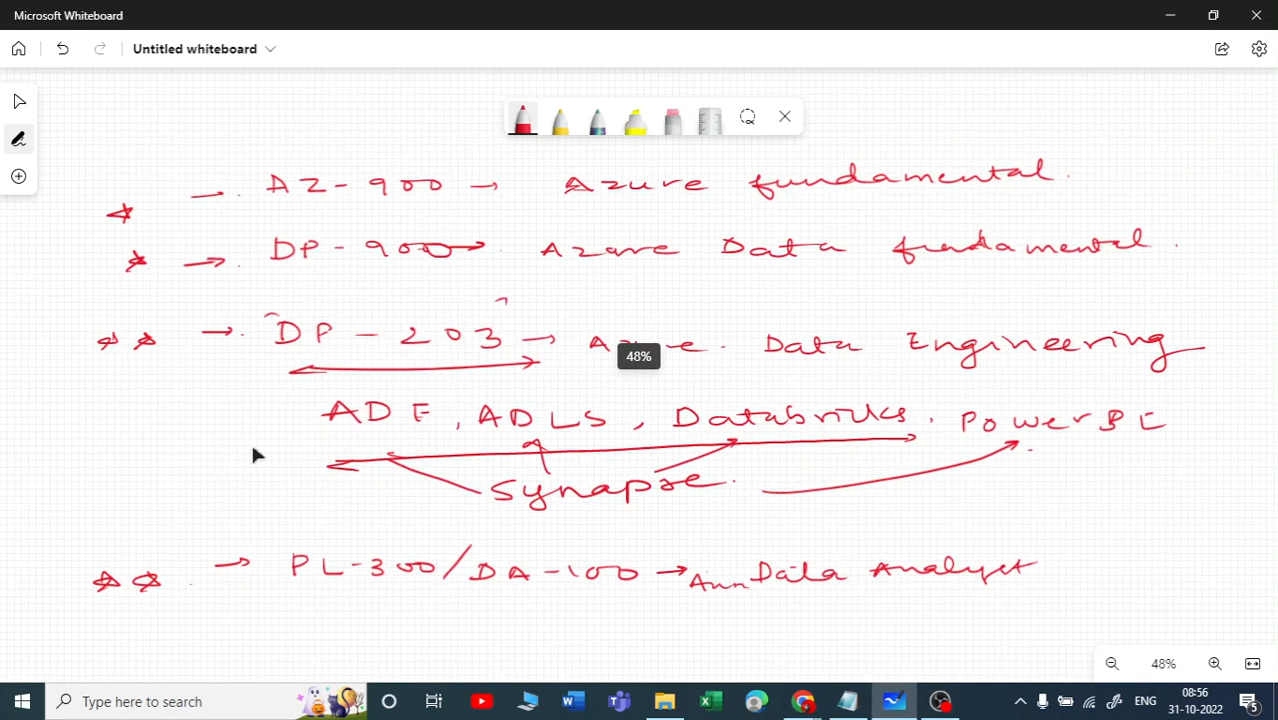 Microsoft Whiteboard
Untitled whiteboard
→ AZ-900 → Azure fundamental.
→ DP-900→ Azure Data fundamental.
→ DP-203 → Azure Data Engineering
48%
ADF, ADLS, Databricks. PowerBI
Synapse.
→ PL-300/DA-100 → Data Analyst
48%
Type here to search
ENG
08:56
31-10-2022
5